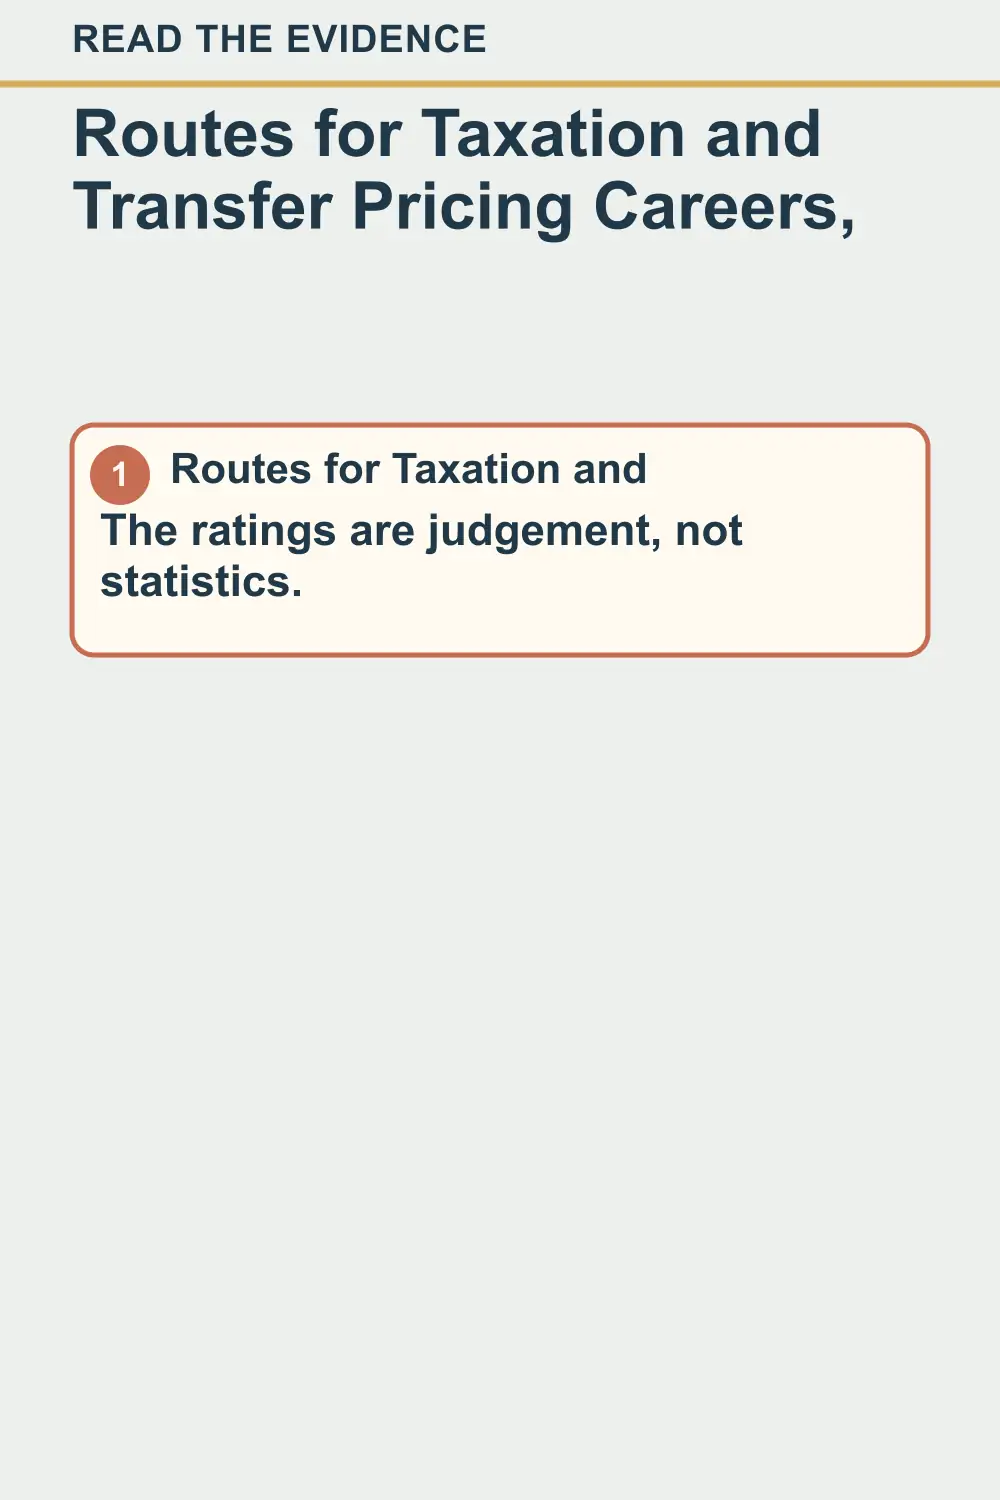 READ THE EVIDENCE
Routes for Taxation and
Transfer Pricing Careers,
1 Routes for Taxation and
The ratings are judgement, not
statistics.